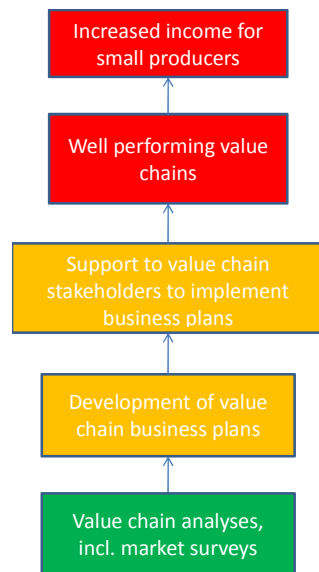 Increased income for
small producers
Well performing value
chains
Support to value chain
stakeholders to implement
business plans
Development of value
chain business plans
Value chain analyses,
incl. market surveys